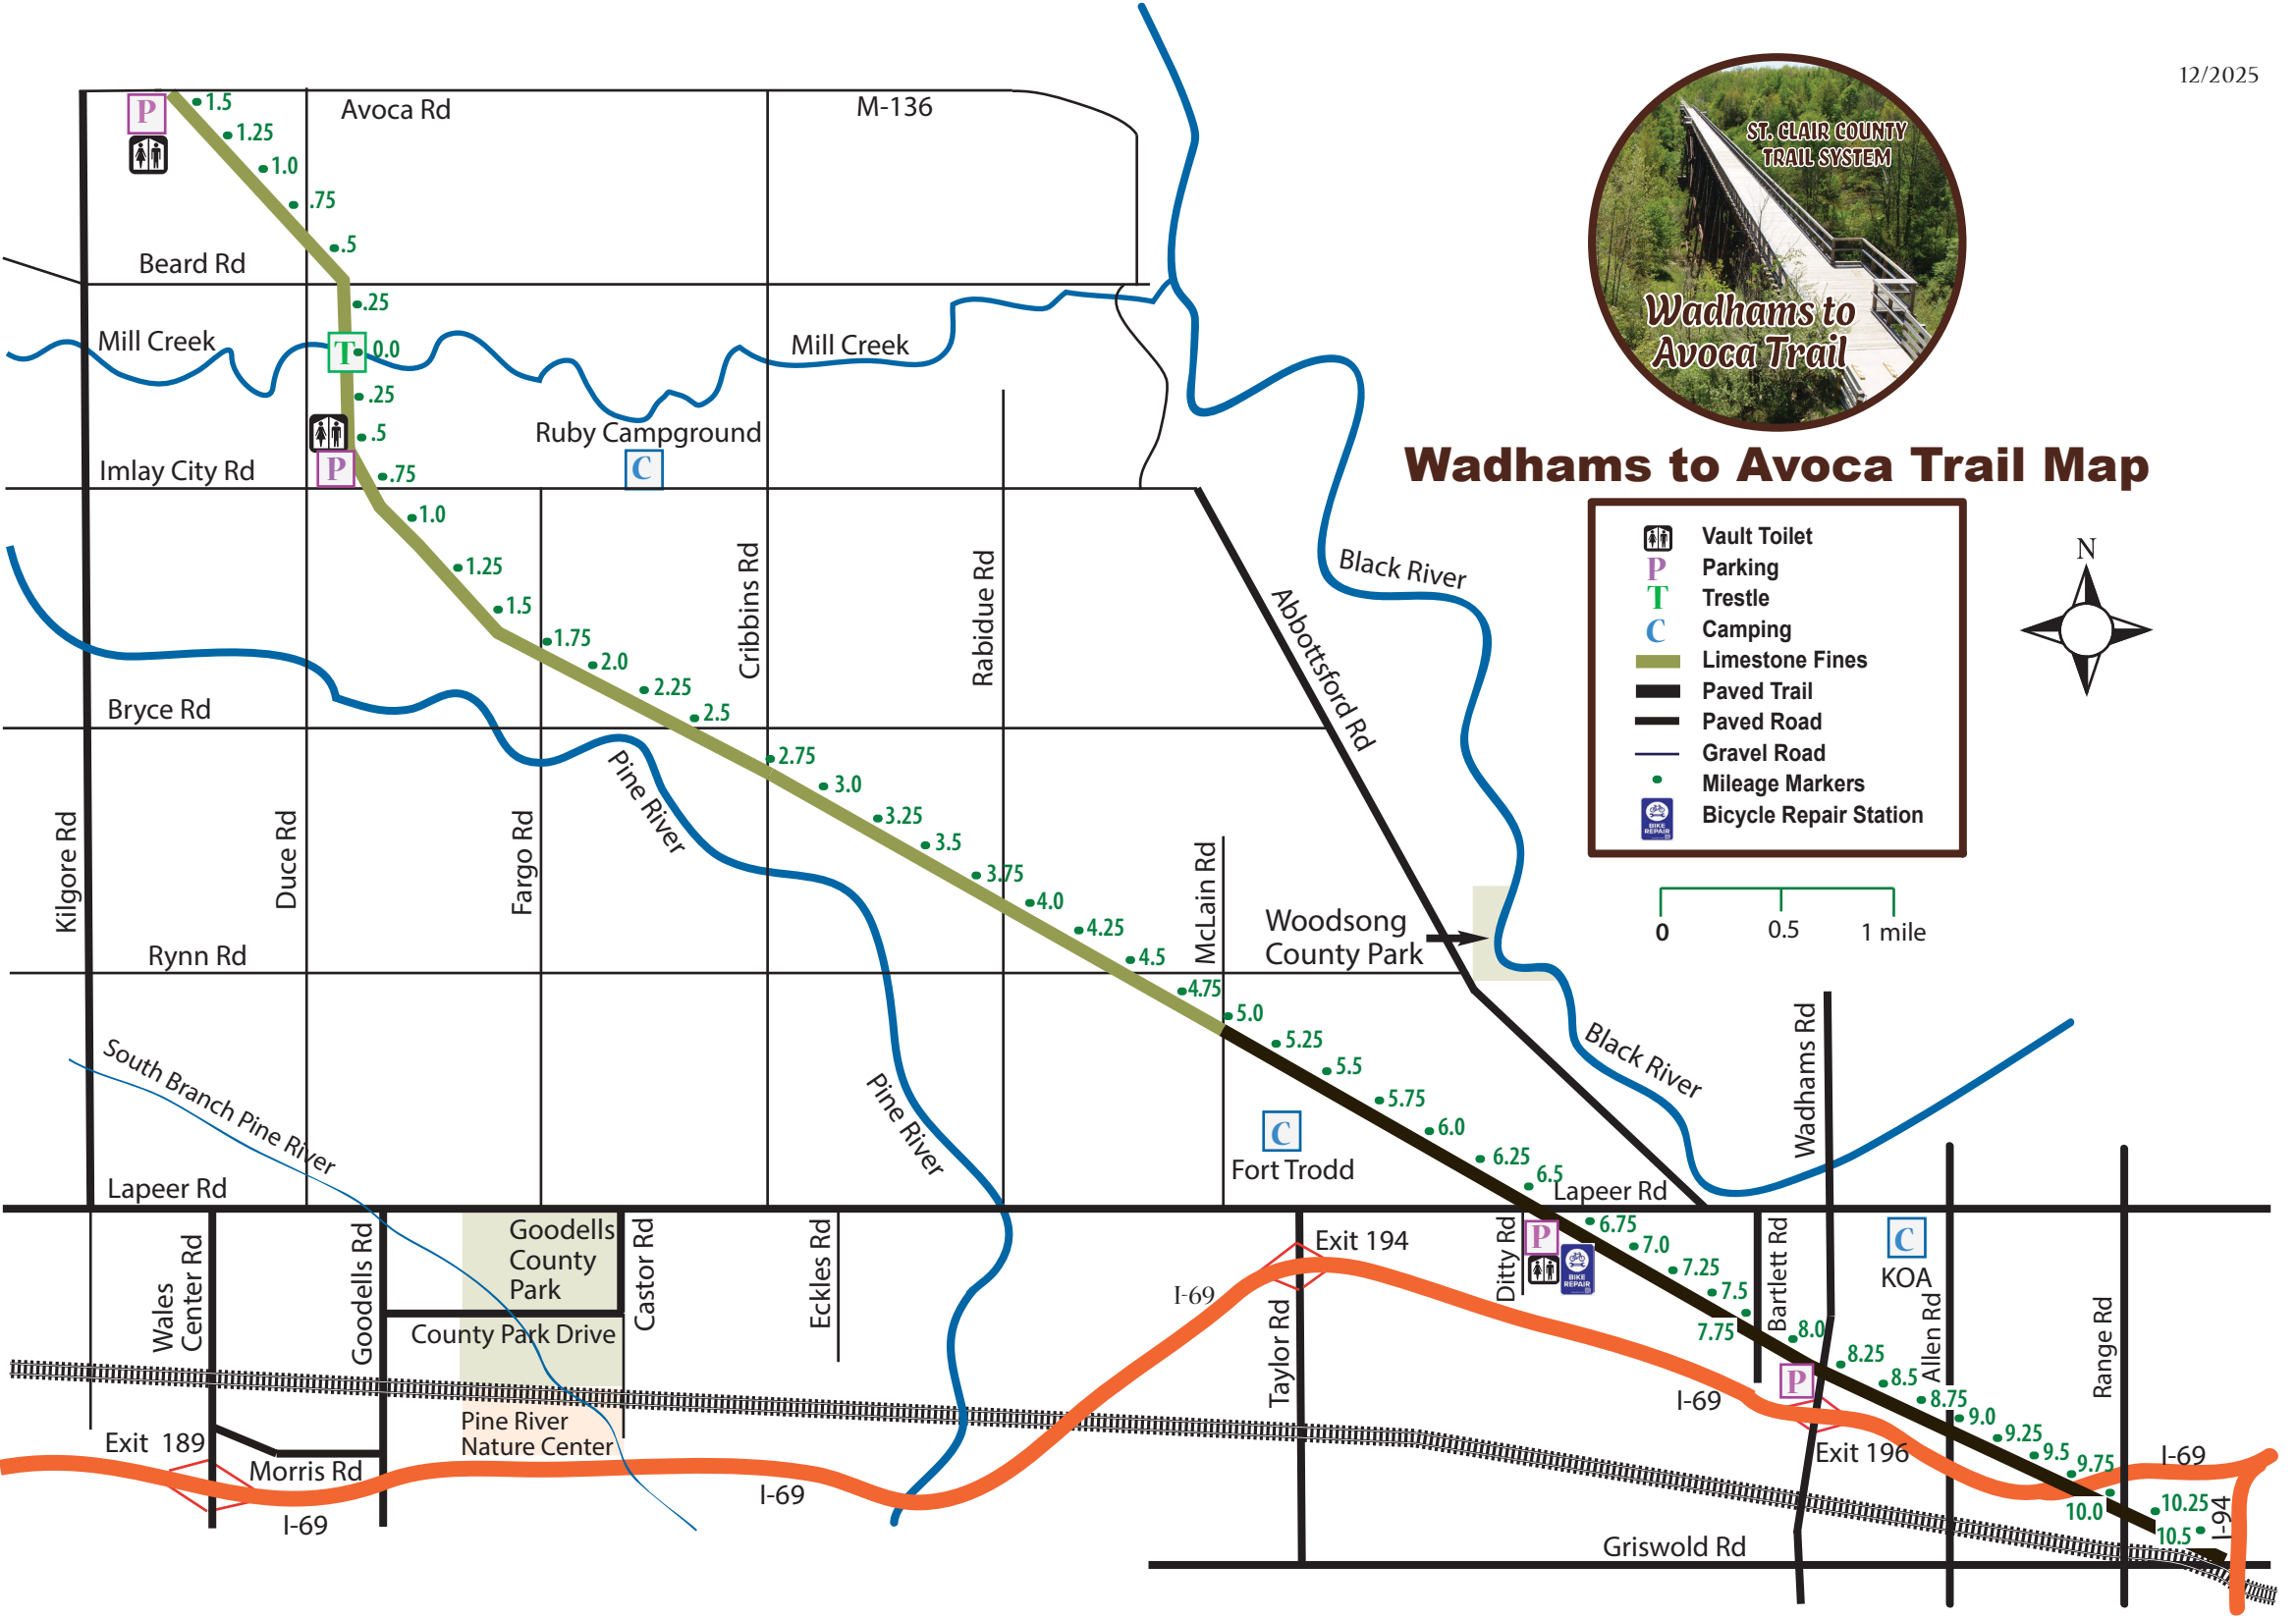 12/2025
ST. CLAIR COUNTY
TRAIL SYSTEM
Wadhams to
Avoca Trail
Wadhams to Avoca Trail Map
Vault Toilet
P Parking
T Trestle
C Camping
Limestone Fines
Paved Trail
Paved Road
Gravel Road
Mileage Markers
BIKE
REPAIR
Bicycle Repair Station
N
0
0.5
1 mile
P
1.5
Avoca Rd
M-136
1.25
1.0
.75
.5
Beard Rd
.25
Mill Creek
T
0.0
Mill Creek
.25
.5
Ruby Campground
Imlay City Rd
P
.75
C
1.0
1.25
1.5
1.75
2.0
2.25
2.5
Cribbins Rd
Rabidue Rd
Abbottsford Rd
Black River
Bryce Rd
Pine River
2.75
3.0
3.25
3.5
3.75
4.0
4.25
4.5
Kilgore Rd
Duce Rd
Fargo Rd
McLain Rd
Woodsong
County Park
Rynn Rd
4.75
5.0
5.25
5.5
5.75
6.0
6.25
6.5
Black River
Wadhams Rd
South Branch Pine River
Pine River
C
Fort Trodd
Lapeer Rd
Lapeer Rd
Wales
Center Rd
Goodells Rd
Goodells
County
Park
Castor Rd
Eckles Rd
County Park Drive
Exit 194
I-69
Taylor Rd
Ditty Rd
P
BIKE
REPAIR
6.75
7.0
7.25
7.5
7.75
Bartlett Rd
8.0
C
KOA
P
8.25
8.5
8.75
Allen Rd
9.0
9.25
9.5
9.75
Range Rd
I-69
Exit 196
I-69
10.0
10.25
10.5
I-94
Pine River
Nature Center
Exit 189
Morris Rd
I-69
I-69
Griswold Rd